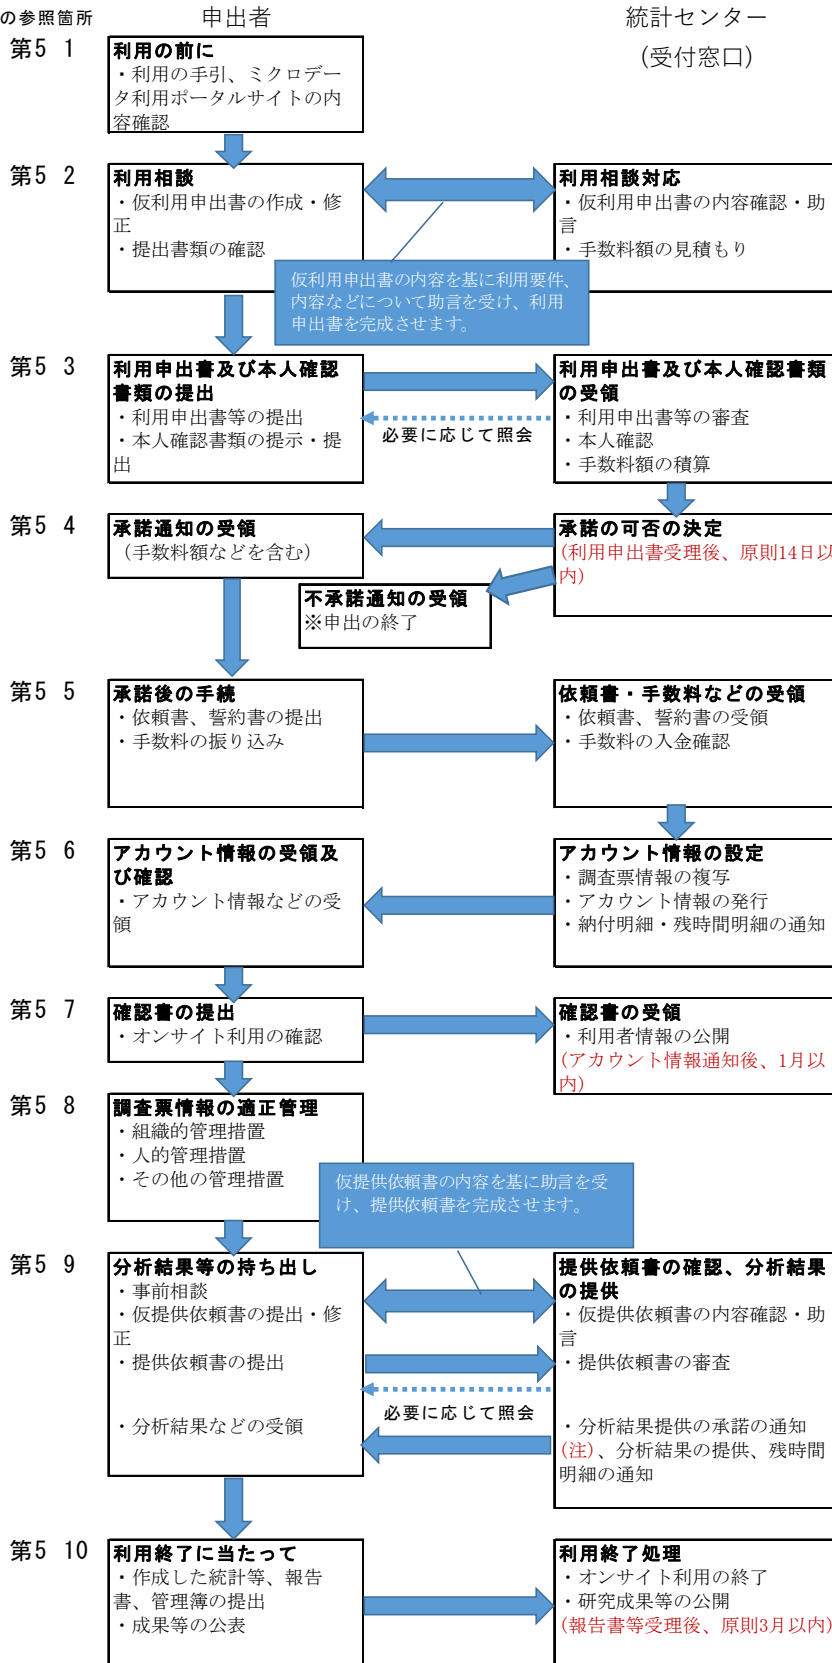 の参照箇所
申出者
統計センター
(受付窓口)
第5 1
利用の前に
・利用の手引、ミクロデー
タ利用ポータルサイトの内
容確認
第5 2
利用相談
・仮利用申出書の作成・修
正
・提出書類の確認
利用相談対応
・仮利用申出書の内容確認・助
言
・手数料額の見積もり
仮利用申出書の内容を基に利用要件、
内容などについて助言を受け、利用
申出書を完成させます。
第5 3
利用申出書及び本人確認
書類の提出
・利用申出書等の提出
・本人確認書類の提示・提
出
必要に応じて照会
利用申出書及び本人確認書類
の受領
・利用申出書等の審査
・本人確認
・手数料額の積算
第5 4
承諾通知の受領
（手数料額などを含む）
承諾の可否の決定
(利用申出書受理後、原則14日以
内)
不承諾通知の受領
※申出の終了
第5 5
承諾後の手続
・依頼書、誓約書の提出
・手数料の振り込み
依頼書・手数料などの受領
・依頼書、誓約書の受領
・手数料の入金確認
第5 6
アカウント情報の受領及
び確認
・アカウント情報などの受
領
アカウント情報の設定
・調査票情報の複写
・アカウント情報の発行
・納付明細・残時間明細の通知
第5 7
確認書の提出
・オンサイト利用の確認
確認書の受領
・利用者情報の公開
(アカウント情報通知後、1月以
内)
第5 8
調査票情報の適正管理
・組織的管理措置
・人的管理措置
・その他の管理措置
仮提供依頼書の内容を基に助言を受
け、提供依頼書を完成させます。
第5 9
分析結果等の持ち出し
・事前相談
・仮提供依頼書の提出・修
正
・提供依頼書の提出
・分析結果などの受領
必要に応じて照会
提供依頼書の確認、分析結果
の提供
・仮提供依頼書の内容確認・助
言
・提供依頼書の審査
・分析結果提供の承諾の通知
(注)、分析結果の提供、残時間
明細の通知
第5 10
利用終了に当たって
・作成した統計等、報告
書、管理簿の提出
・成果等の公表
利用終了処理
・オンサイト利用の終了
・研究成果等の公開
(報告書等受理後、原則3月以内)